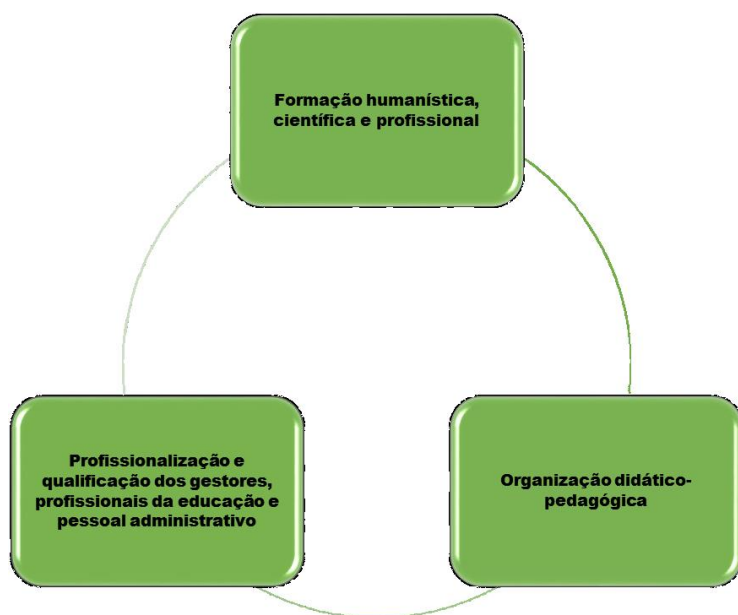 Formação humanística,
científica e profissional
Profissionalização e
qualificação dos gestores,
profissionais da educação e
pessoal administrativo
Organização didático-
pedagógica